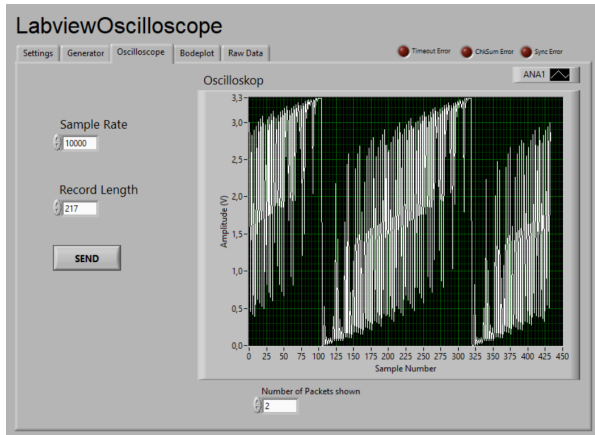 LabviewOscilloscope
Settings Generator Oscilloscope Bodeplot Raw Data
Timeout Error ChkSum Error Sync Error
Oscilloskop
ANA1
Sample Rate
10000
Record Length
217
SEND
Amplitude (V)
3,3-
3,0-
2,5-
2,0-
1,5-
1,0-
0,5-
0,0-
0 25 50 75 100 125 150 175 200 225 250 275 300 325 350 375 400 425 450
Sample Number
Number of Packets shown
2